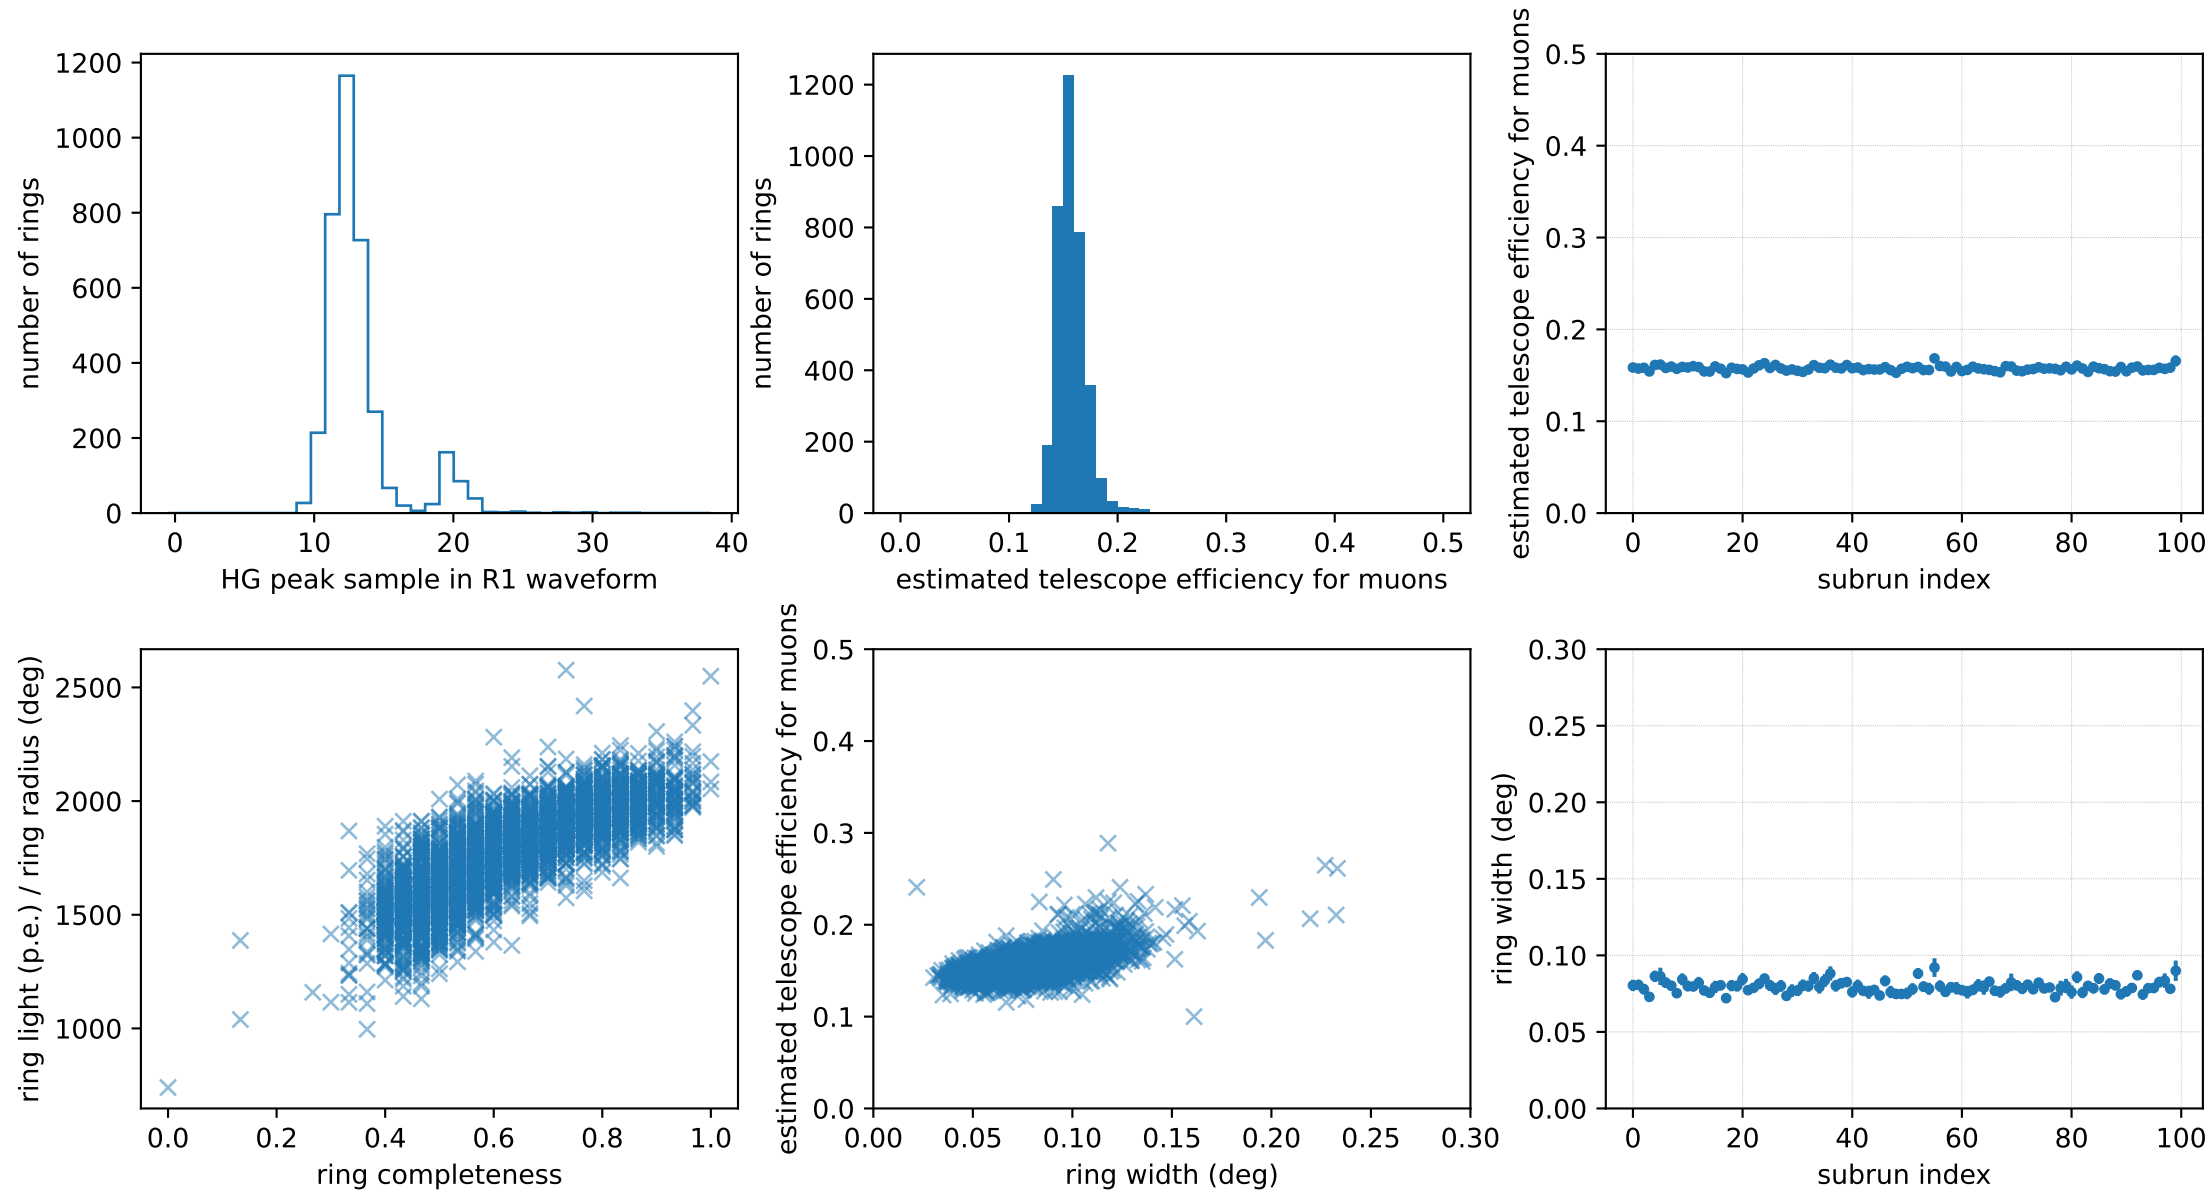 number of rings
1200
1000
800
600
400
200
0
0 10 20 30 40
HG peak sample in R1 waveform
number of rings
1200
1000
800
600
400
200
0
0.0 0.1 0.2 0.3 0.4 0.5
estimated telescope efficiency for muons
estimated telescope efficiency for muons
0.5
0.4
0.3
0.2
0.1
0.0
0 20 40 60 80 100
subrun index
ring light (p.e.) / ring radius (deg)
2500
2000
1500
1000
0.0 0.2 0.4 0.6 0.8 1.0
ring completeness
estimated telescope efficiency for muons
0.5
0.4
0.3
0.2
0.1
0.0
0.00 0.05 0.10 0.15 0.20 0.25 0.30
ring width (deg)
ring width (deg)
0.30
0.25
0.20
0.15
0.10
0.05
0.00
0 20 40 60 80 100
subrun index